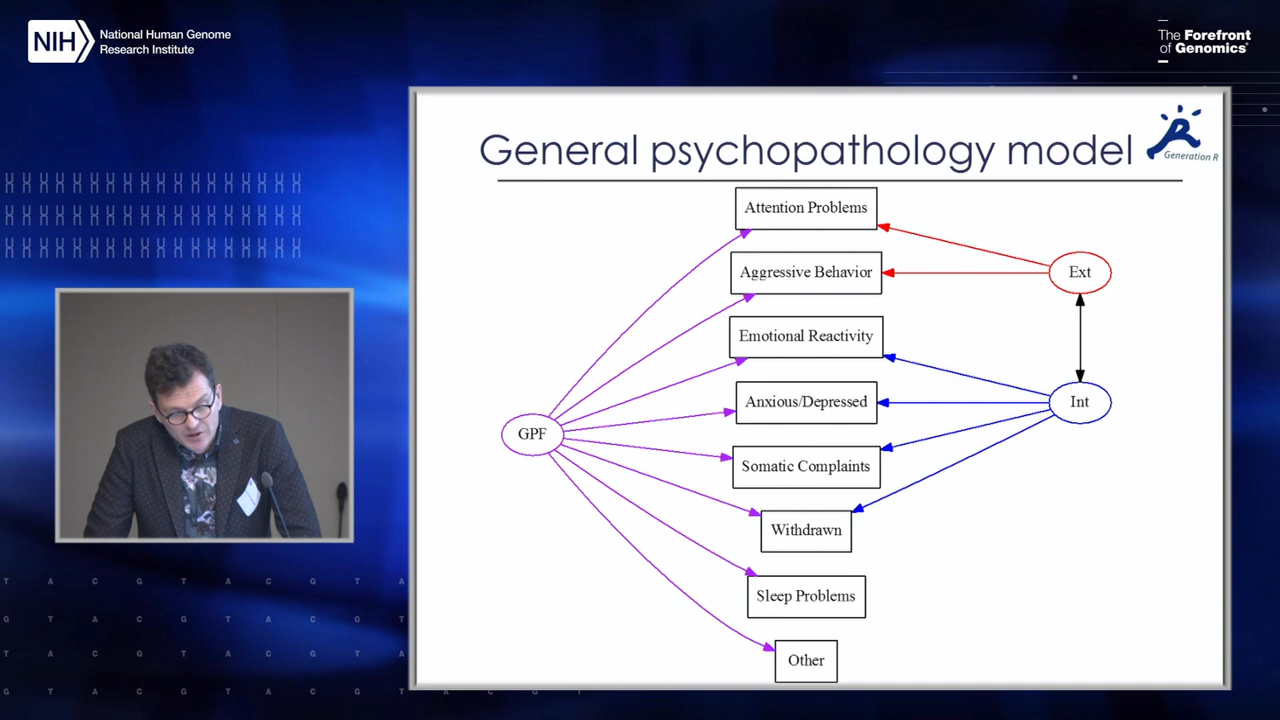 NIH
National Human Genome
Research Institute
The Forefront
of Genomics®
General psychopathology model
Generation R
Attention Problems
Aggressive Behavior
Ext
Emotional Reactivity
Anxious/Depressed
Int
GPF
Somatic Complaints
Withdrawn
Sleep Problems
Other
T A C G T A C G T A
G T A C G T A C G T
T A C G T A C G T A
G T A C G T A C G T A C G T